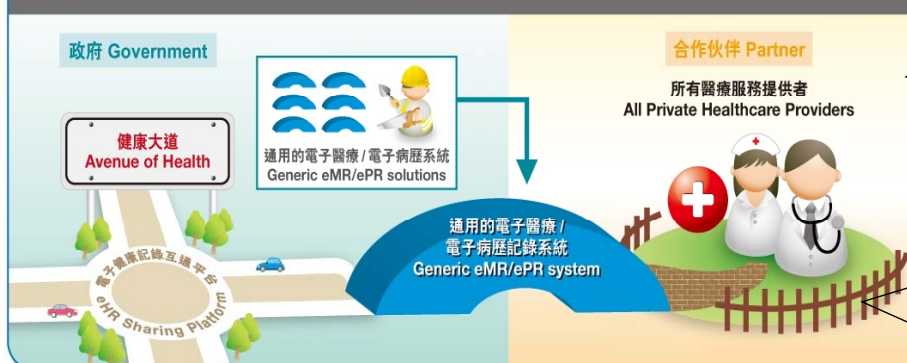 政府 Government
合作伙伴 Partner
所有醫療服務提供者
All Private Healthcare Providers
健康大道
Avenue of Health
通用的電子醫療 / 電子病歷系統
Generic eMR/ePR solutions
通用的電子醫療 /
電子病歷記錄系統
Generic eMR/ePR system
電子健康記錄互通平台
eHR Sharing Platform